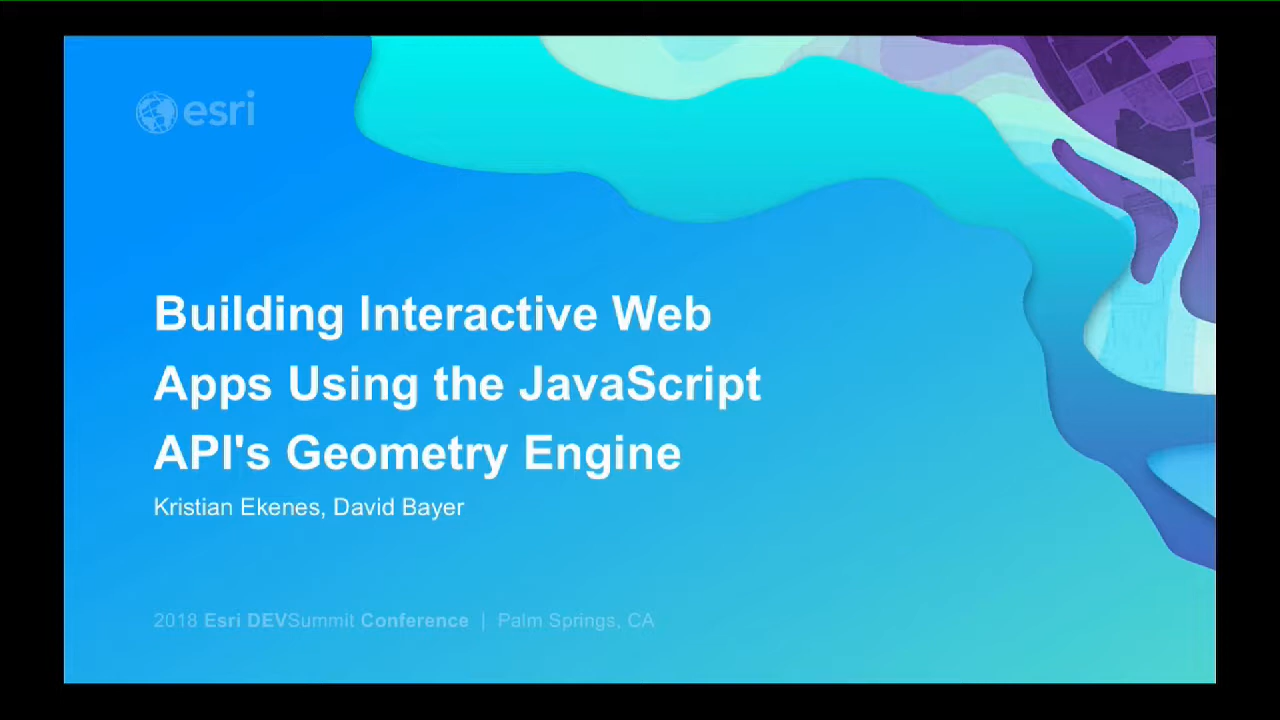 esri
Building Interactive Web
Apps Using the JavaScript
API's Geometry Engine
Kristian Ekenes, David Bayer
2018 Esri DEVSummit Conference | Palm Springs, CA